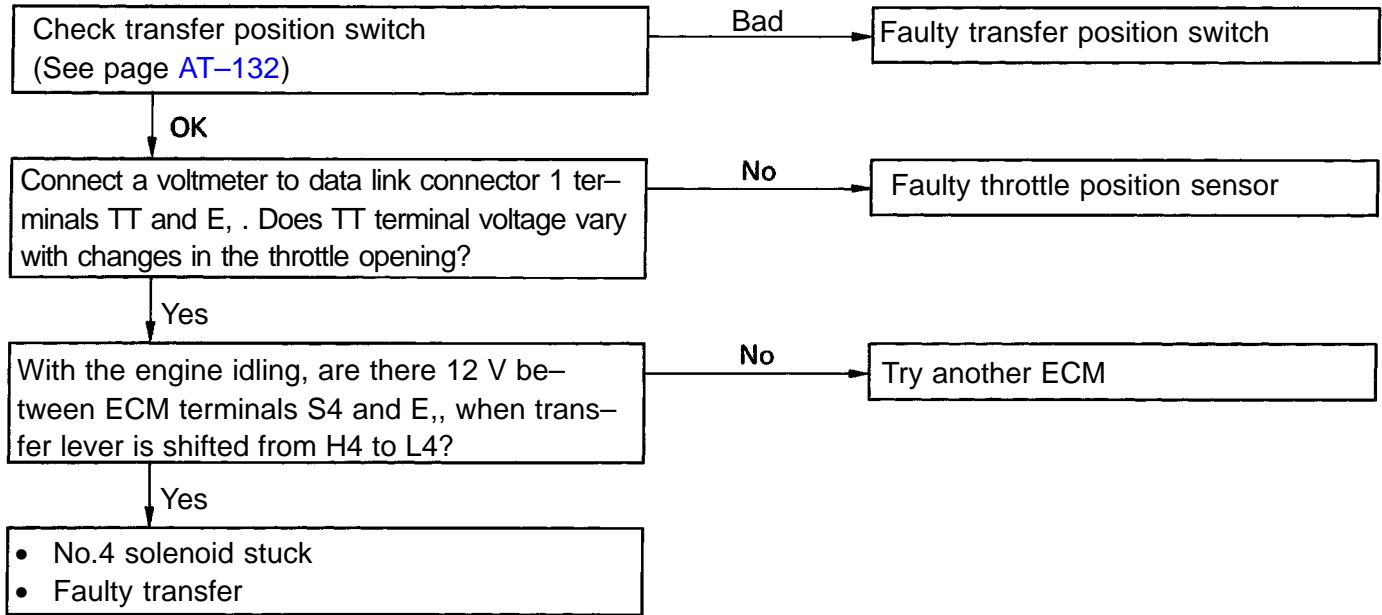 Check transfer position switch
(See page AT–132)
Bad
Faulty transfer position switch
OK
Connect a voltmeter to data link connector 1 ter–
minals TT and E, . Does TT terminal voltage vary
with changes in the throttle opening?
No
Faulty throttle position sensor
Yes
With the engine idling, are there 12 V be–
tween ECM terminals S4 and E,, when trans–
fer lever is shifted from H4 to L4?
No
Try another ECM
Yes
• No.4 solenoid stuck
• Faulty transfer